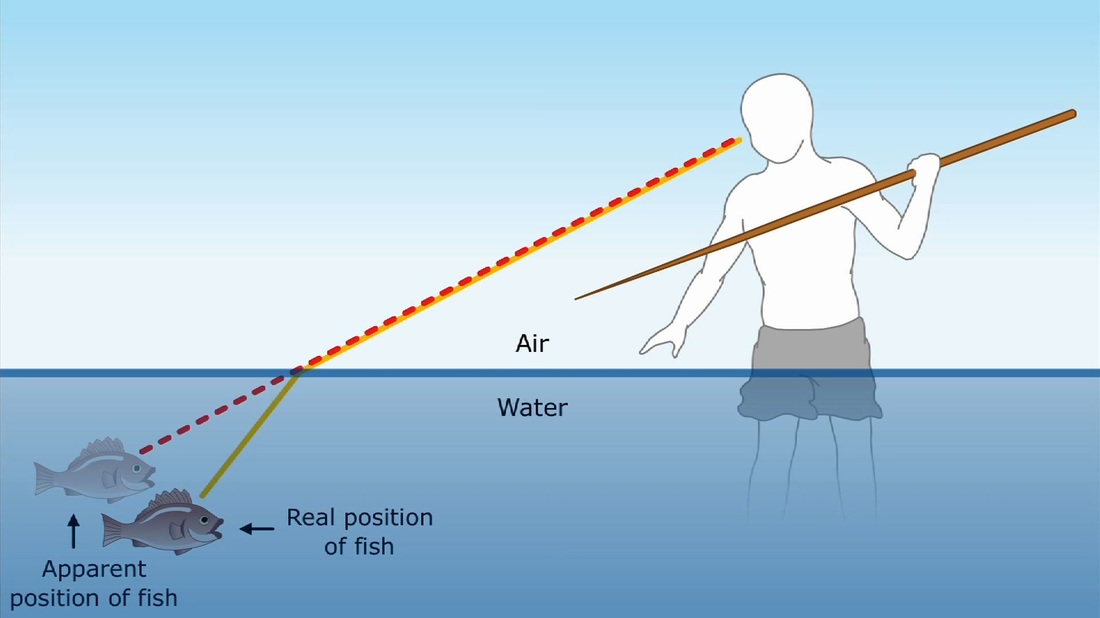 Air
Water
Real position
of fish
Apparent
position of fish